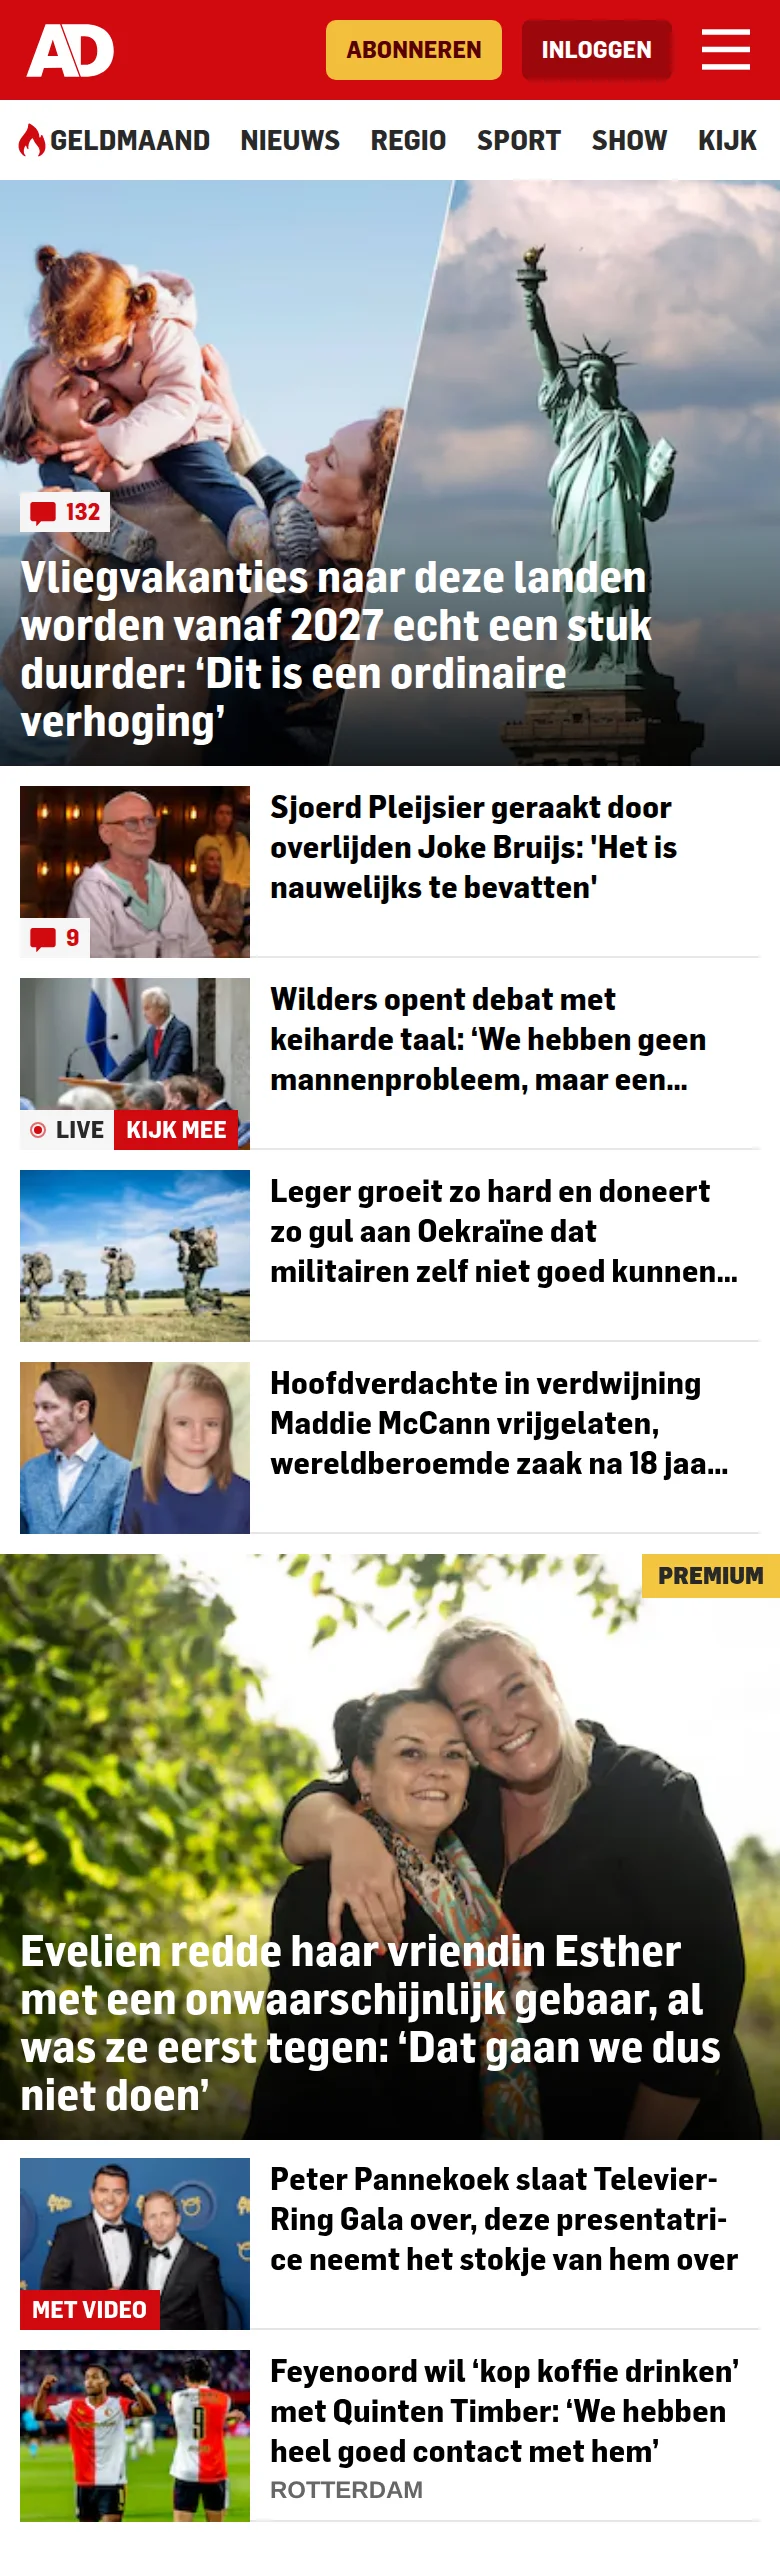 AD
ABONNEREN
INLOGGEN
GELDMAAND NIEUWS REGIO SPORT SHOW KIJK
132
Vliegvakanties naar deze landen
worden vanaf 2027 echt een stuk
duurder: ‘Dit is een ordinaire
verhoging’
Sjoerd Pleijsier geraakt door
overlijden Joke Bruijs: 'Het is
nauwelijks te bevatten'
9
Wilders opent debat met
keiharde taal: ‘We hebben geen
mannenprobleem, maar een...
LIVE KIJK MEE
Leger groeit zo hard en doneert
zo gul aan Oekraïne dat
militairen zelf niet goed kunnen...
Hoofdverdachte in verdwijning
Maddie McCann vrijgelaten,
wereldberoemde zaak na 18 jaa...
PREMIUM
Evelien redde haar vriendin Esther
met een onwaarschijnlijk gebaar, al
was ze eerst tegen: ‘Dat gaan we dus
niet doen’
Peter Pannekoek slaat Televier-
Ring Gala over, deze presentatri-
ce neemt het stokje van hem over
MET VIDEO
Feyenoord wil ‘kop koffie drinken’
met Quinten Timber: ‘We hebben
heel goed contact met hem’
ROTTERDAM
9